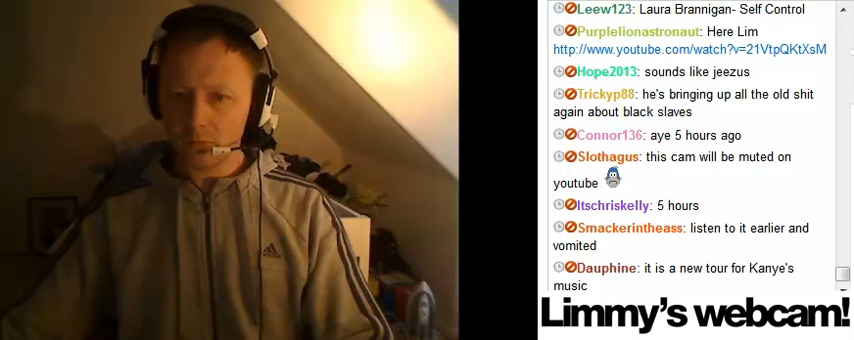 Leew123: Laura Brannigan- Self Control
Purplelionastronaut: Here Lim
http://www.youtube.com/watch?v=21VtpQKtXsM
Hope2013: sounds like jeezus
Trickyp88: he's bringing up all the old shit
again about black slaves
Connor136: aye 5 hours ago
Slothagus: this cam will be muted on
youtube
Itschriskelly: 5 hours
Smackerintheass: listen to it earlier and
vomited
Dauphine: it is a new tour for Kanye's
music
Limmy's webcam!
adidas